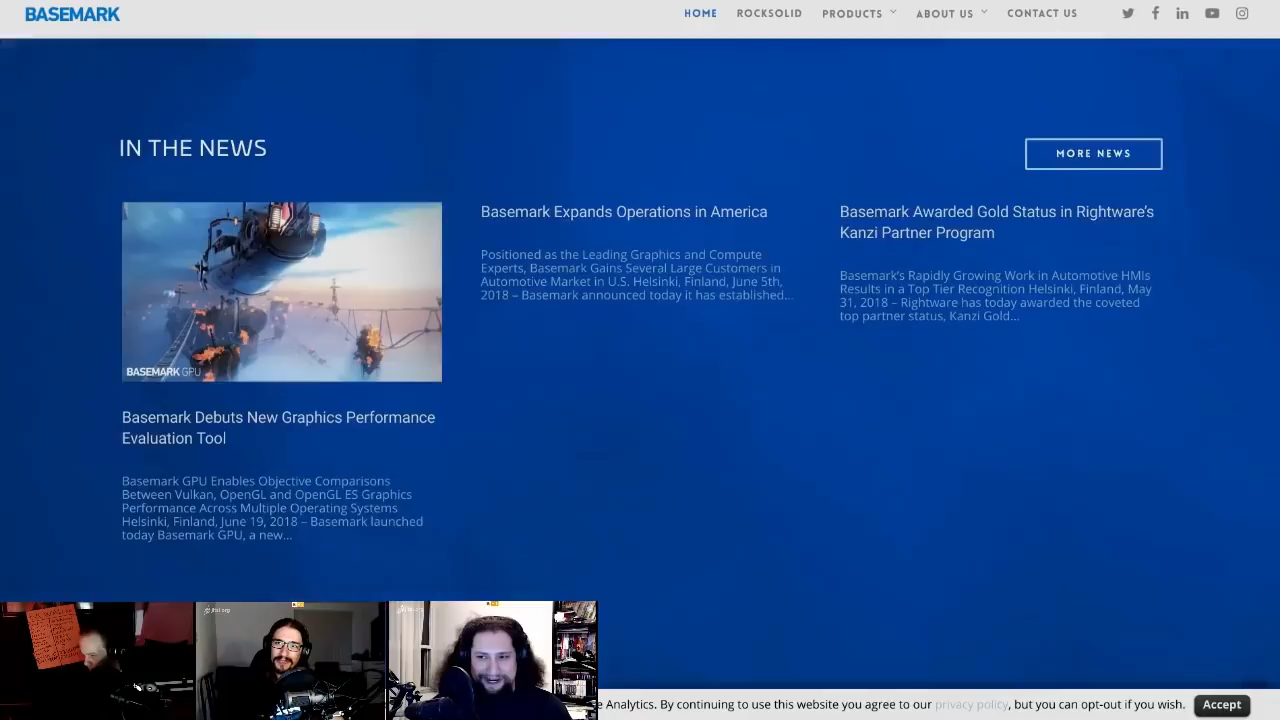 BASEMARK
HOME ROCKSOLID PRODUCTS ABOUT US CONTACT US
IN THE NEWS
MORE NEWS
BASEMARK GPU
Basemark Debuts New Graphics Performance
Evaluation Tool
Basemark GPU Enables Objective Comparisons
Between Vulkan, OpenGL and OpenGL ES Graphics
Performance Across Multiple Operating Systems
Helsinki, Finland, June 19, 2018 – Basemark launched
today Basemark GPU, a new...
Basemark Expands Operations in America
Positioned as the Leading Graphics and Compute
Experts, Basemark Gains Several Large Customers in
Automotive Market in U.S. Helsinki, Finland, June 5th,
2018 – Basemark announced today it has established...
Basemark Awarded Gold Status in Rightware’s
Kanzi Partner Program
Basemark’s Rapidly Growing Work in Automotive HMIs
Results in a Top Tier Recognition Helsinki, Finland, May
31, 2018 – Rightware has today awarded the coveted
top partner status, Kanzi Gold...
Analytics. By continuing to use this website you agree to our privacy policy, but you can opt-out if you wish. Accept